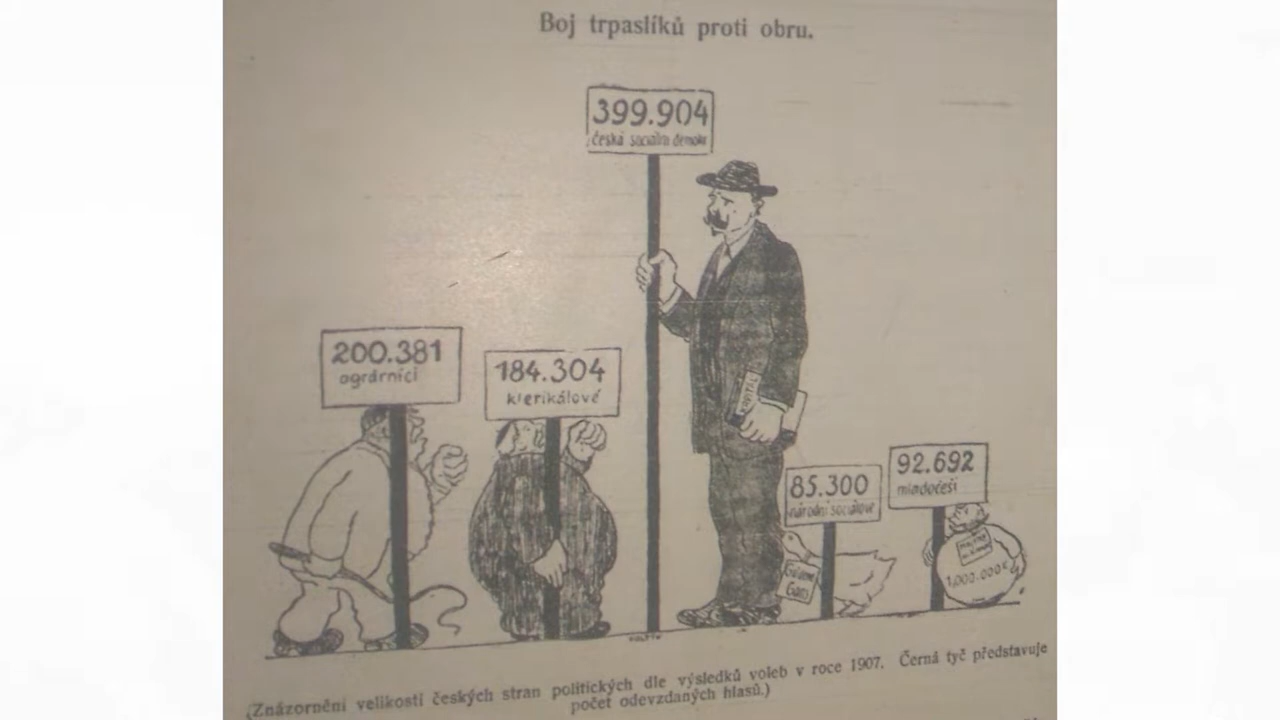 Boj trpaslíků proti obru.
399.904
česká sociální demokr
200.381
agrárníci
184.304
klerikálové
KAPITAL
85.300
národní sociálové
92.692
mladočeši
1,000.000K
(Znázornění velikosti českých stran politických dle výsledků voleb v roce 1907. Černá tyč představuje
počet odevzdaných hlasů.)